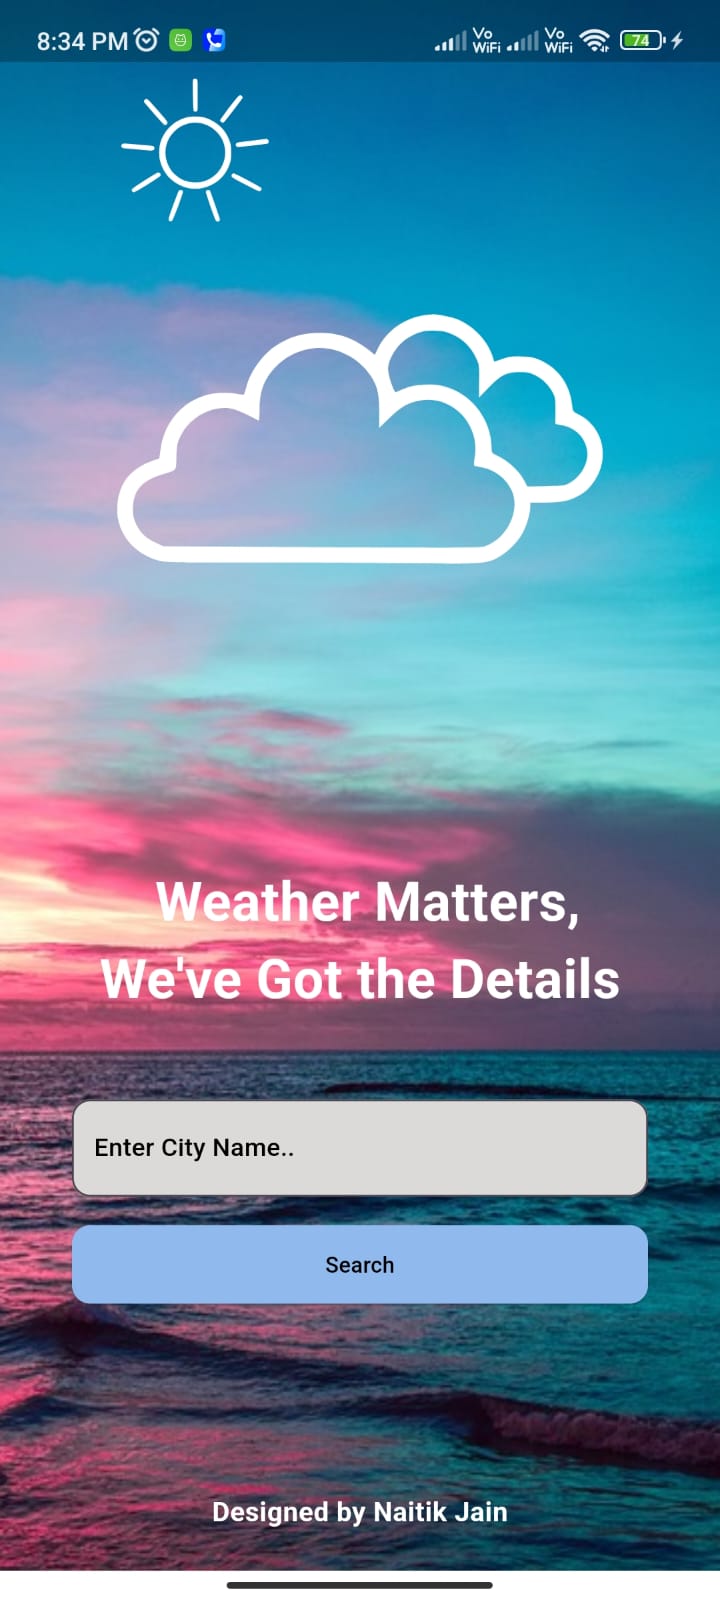 8:34 PM Vo WiFi Vo WiFi 74
Weather Matters,
We've Got the Details
Enter City Name..
Search
Designed by Naitik Jain